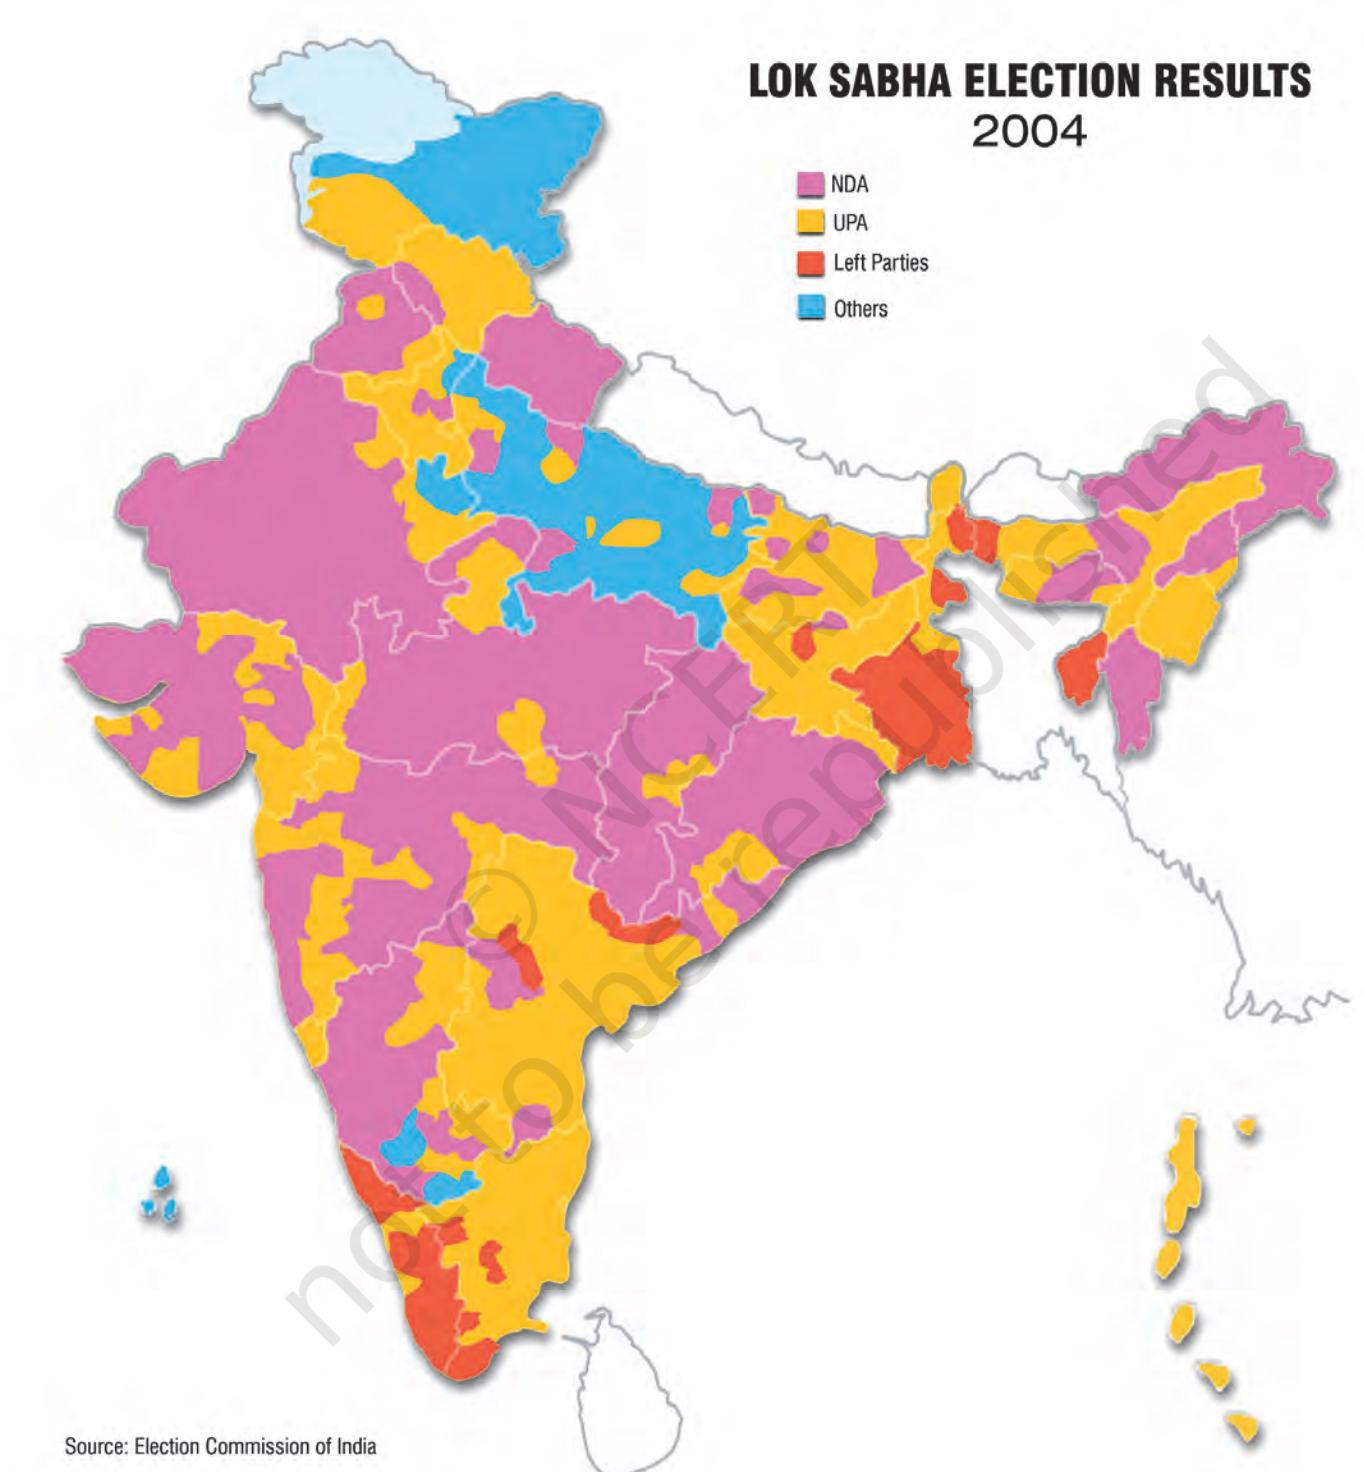 LOK SABHA ELECTION RESULTS
2004
NDA
UPA
Left Parties
Others
© NCERT
not to be republished
Source: Election Commission of India